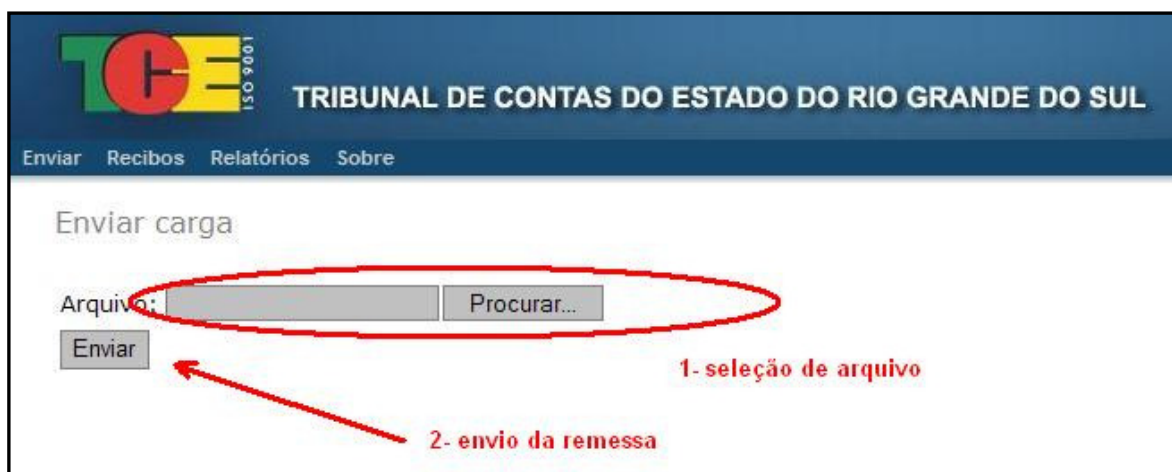 TCE
ISO 9001
TRIBUNAL DE CONTAS DO ESTADO DO RIO GRANDE DO SUL
Enviar Recibos Relatórios Sobre
Enviar carga
Arquivo: Procurar...
Enviar
1- seleção de arquivo
2- envio da remessa